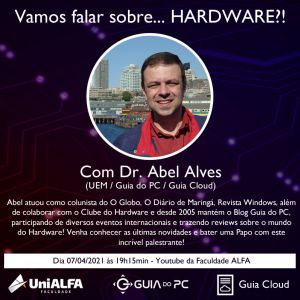 Vamos falar sobre... HARDWARE?!
Com Dr. Abel Alves
(UEM / Guia do PC / Guia Cloud)
Abel atuou como colunista do O Globo, O Diário de Maringá, Revista Windows, além
de colaborar com o Clube do Hardware e desde 2005 mantém o Blog Guia do PC,
participando de diversos eventos internacionais e trazendo reviews sobre o mundo
do Hardware! Venha conhecer as últimas novidades e bater uma Papo com este
incrível palestrante!
Dia 07/04/2021 às 19h15min - Youtube da Faculdade ALFA
UniALFA
FACULDADE
GUIA DO PC
Guia Cloud